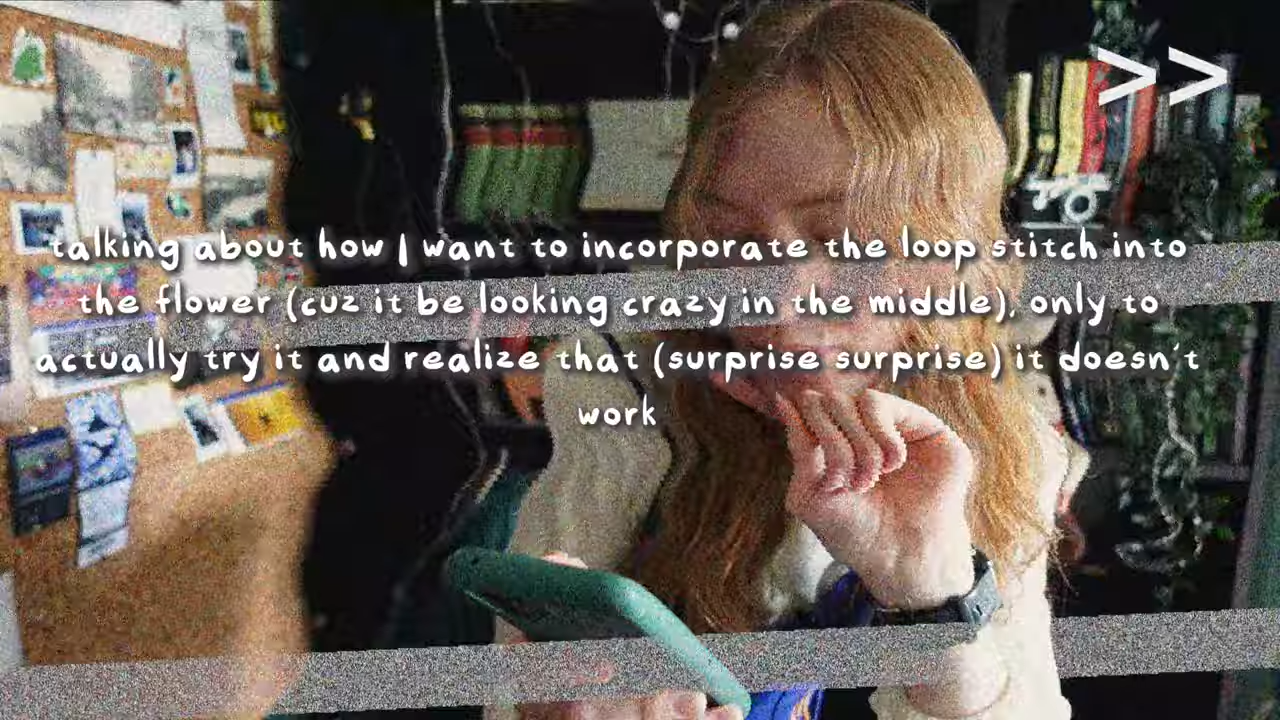 >>
talking about how I want to incorporate the loop stitch into
the flower (cuz it be looking crazy in the middle), only to
actually try it and realize that (surprise surprise) it doesn't
work